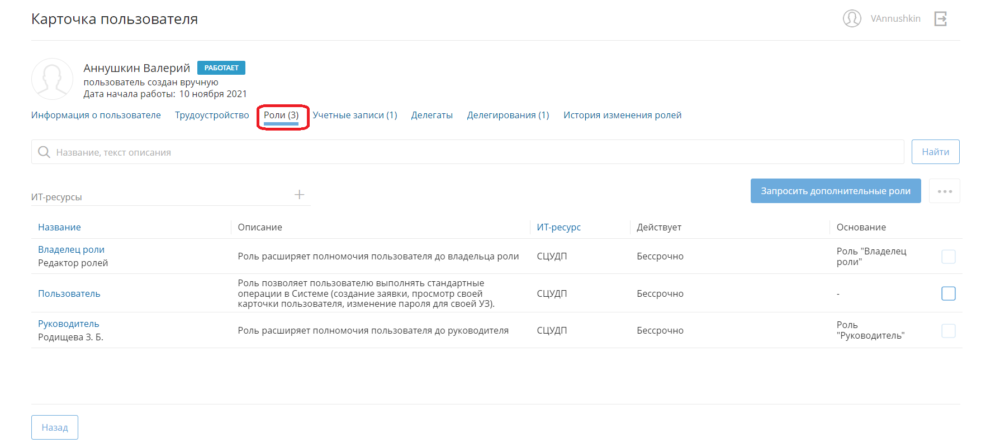 Карточка пользователя
VAnnushkin
Аннушкин Валерий
РАБОТАЕТ
пользователь создан вручную
Дата начала работы: 10 ноября 2021
Информация о пользователе Трудоустройство Роли (3) Учетные записи (1) Делегаты Делегирования (1) История изменения ролей
Название, текст описания
Найти
ИТ-ресурсы
Запросить дополнительные роли
Название Описание ИТ-ресурс Действует Основание
Владелец роли
Редактор ролей
Роль расширяет полномочия пользователя до владельца роли
СЦУДП
Бессрочно
Роль "Владелец
роли"
Пользователь
Роль позволяет пользователю выполнять стандартные
операции в Системе (создание заявки, просмотр своей
карточки пользователя, изменение пароля для своей УЗ).
СЦУДП
Бессрочно
-
Руководитель
Родищева З. Б.
Роль расширяет полномочия пользователя до руководителя
СЦУДП
Бессрочно
Роль
"Руководитель"
Назад